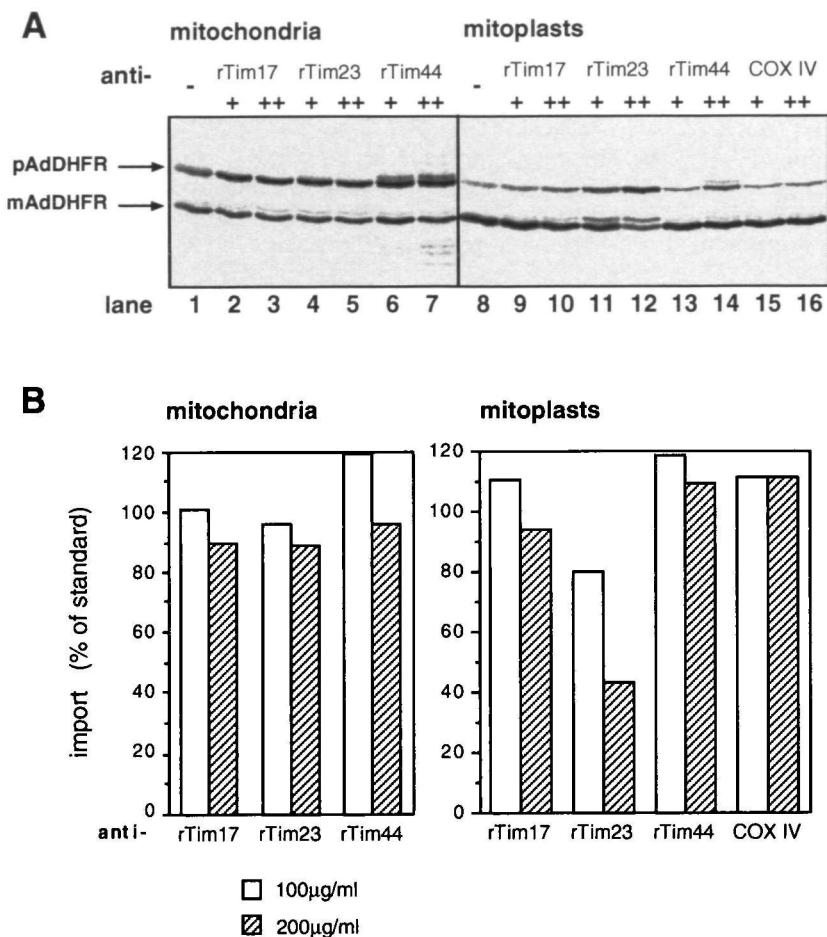 A
mitochondria mitoplasts
anti- - rTim17 rTim23 rTim44 - rTim17 rTim23 rTim44 COX IV
+ ++ + ++ + ++ + ++ + ++ + ++ + ++
pAdDHFR
mAdDHFR
lane 1 2 3 4 5 6 7 8 9 10 11 12 13 14 15 16
B
mitochondria mitoplasts
import (% of standard)
120 120
100 100
80 80
60 60
40 40
20 20
0 0
anti- rTim17 rTim23 rTim44 rTim17 rTim23 rTim44 COX IV
100µg/ml
200µg/ml